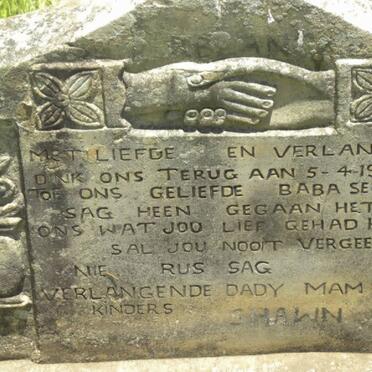 MET LIEFDE EN VERLAN
DINK ONS TERUG AAN 5-4-19
TOE ONS GELIEFDE BABA SE
SAG HEEN GEGAAN HET
ONS WAT JOU LIEF GEHAD H
SAL JOU NOOIT VERGEE
NIE RUS SAG
VERLANGENDE DADY MAM
KINDERS SHAWN